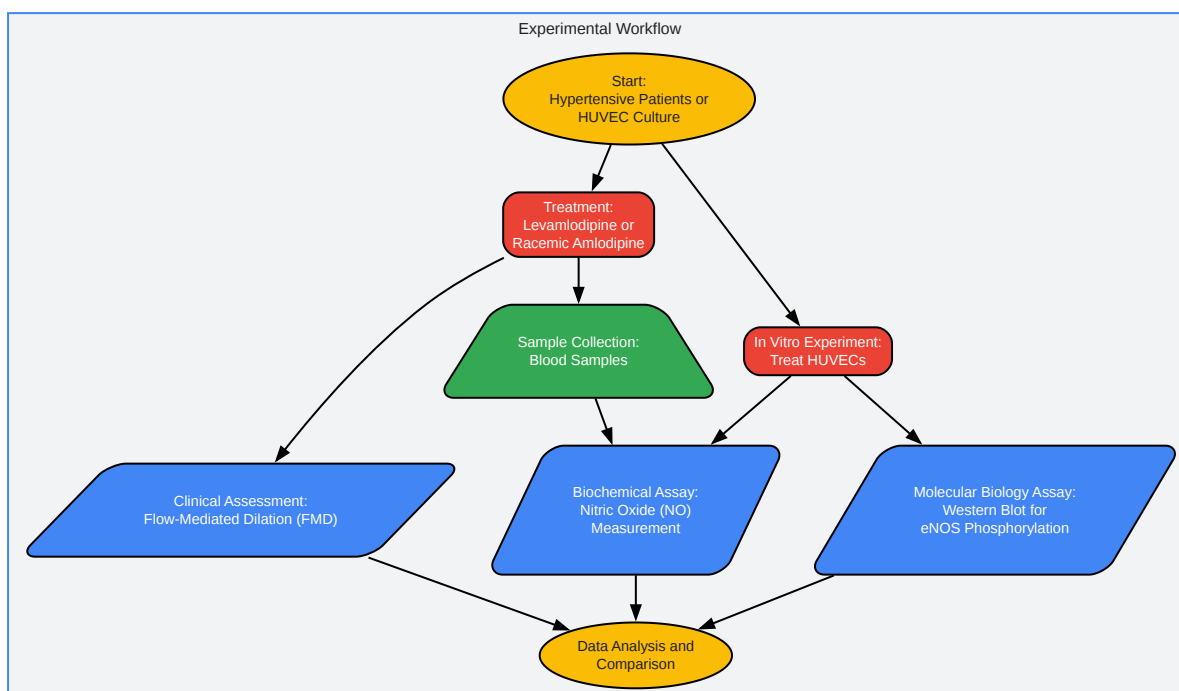 Experimental Workflow
Start:
Hypertensive Patients or
HUVEC Culture
Treatment:
Levamlodipine or
Racemic Amlodipine
Sample Collection:
Blood Samples
In Vitro Experiment:
Treat HUVECs
Clinical Assessment:
Flow-Mediated Dilation (FMD)
Biochemical Assay:
Nitric Oxide (NO)
Measurement
Molecular Biology Assay:
Western Blot for
eNOS Phosphorylation
Data Analysis and
Comparison